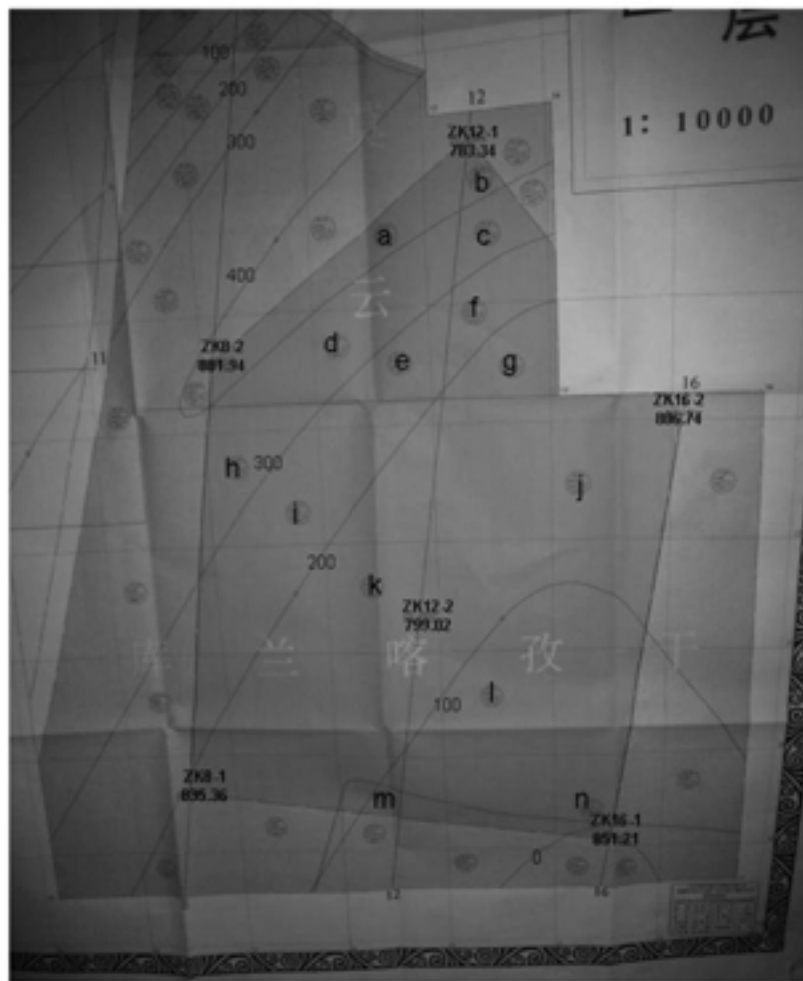 层
1: 10000
100
12
200
ZK12-1
783.34
300
b
a
c
400
云
f
11
ZK8-2
881.94
d
e
g
16
ZK16-2
886.74
h
300
j
i
200
k
ZK12-2
799.02
兰 喀 孜 干
l
100
ZK8-1
895.36
m
n
ZK16-1
851.21
0
12
16